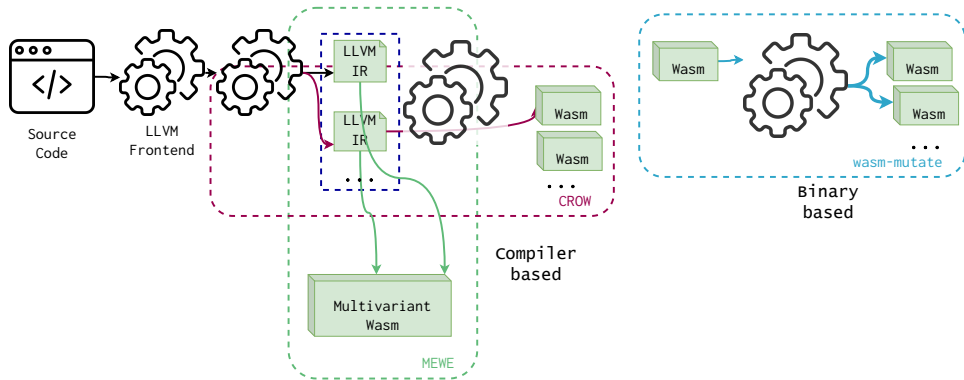 </>
Source
Code
LLVM
Frontend
LLVM
IR
LLVM
IR
...
Wasm
Wasm
...
CROW
Multivariant
Wasm
MEWE
Compiler
based
Wasm
Wasm
Wasm
...
wasm-mutate
Binary
based